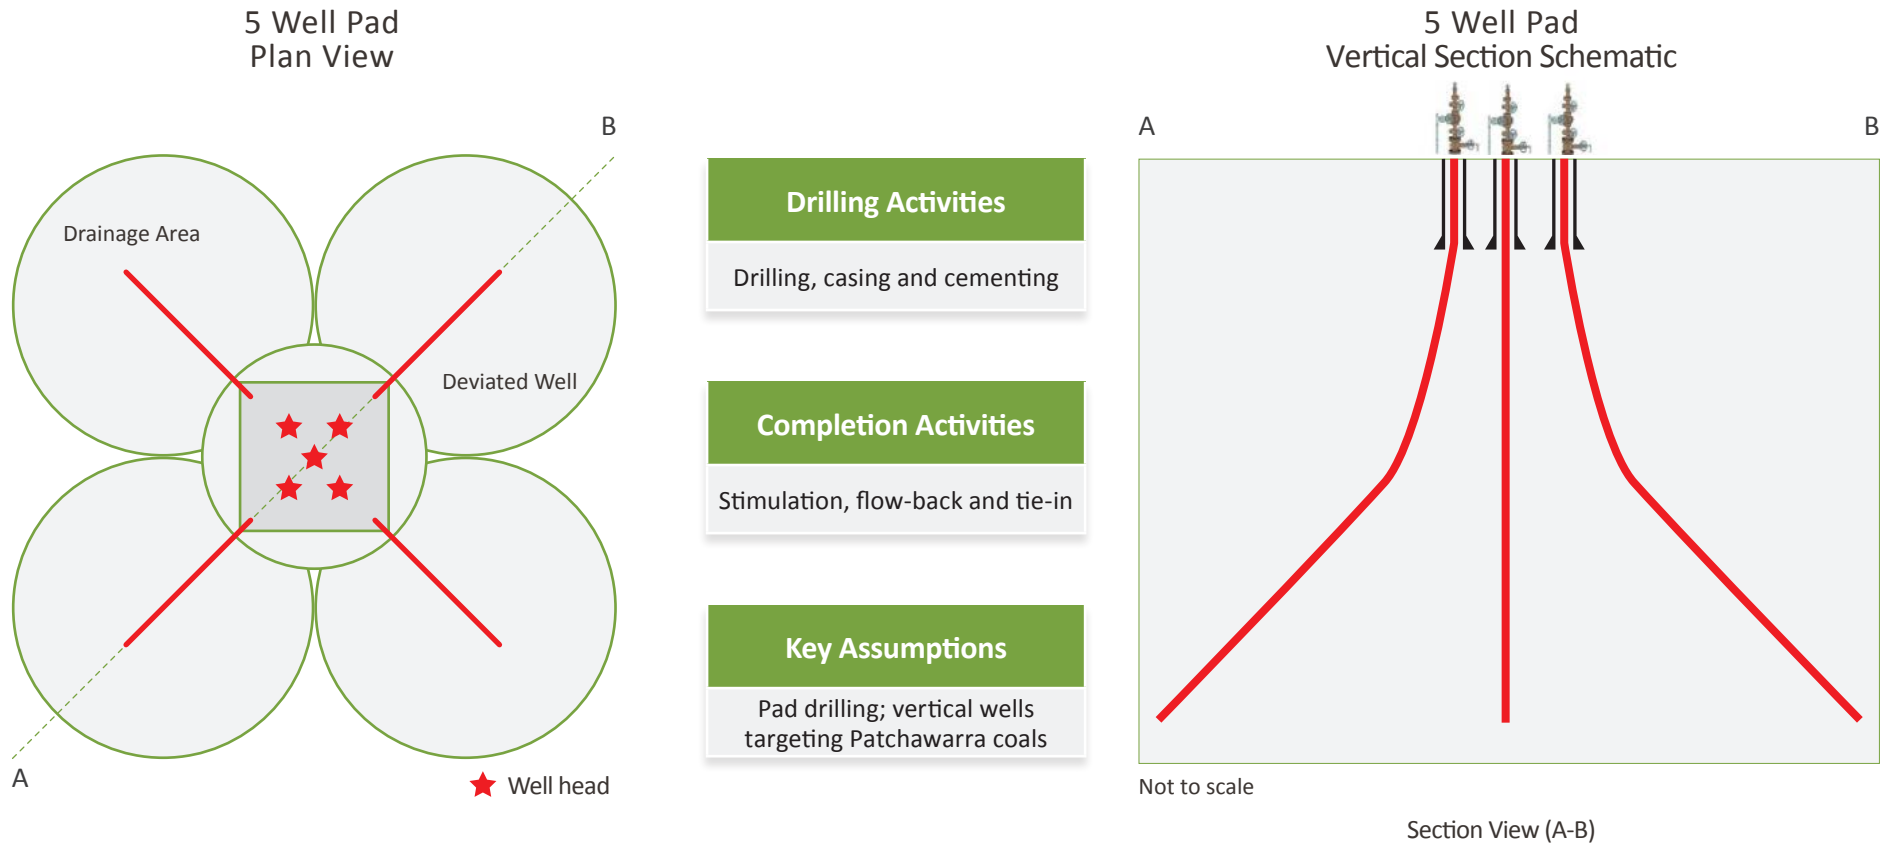 5 Well Pad
Plan View
B
Drainage Area
Deviated Well
A
Well head
Drilling Activities
Drilling, casing and cementing
Completion Activities
Stimulation, flow-back and tie-in
Key Assumptions
Pad drilling; vertical wells
targeting Patchawarra coals
5 Well Pad
Vertical Section Schematic
A
B
Not to scale
Section View (A-B)